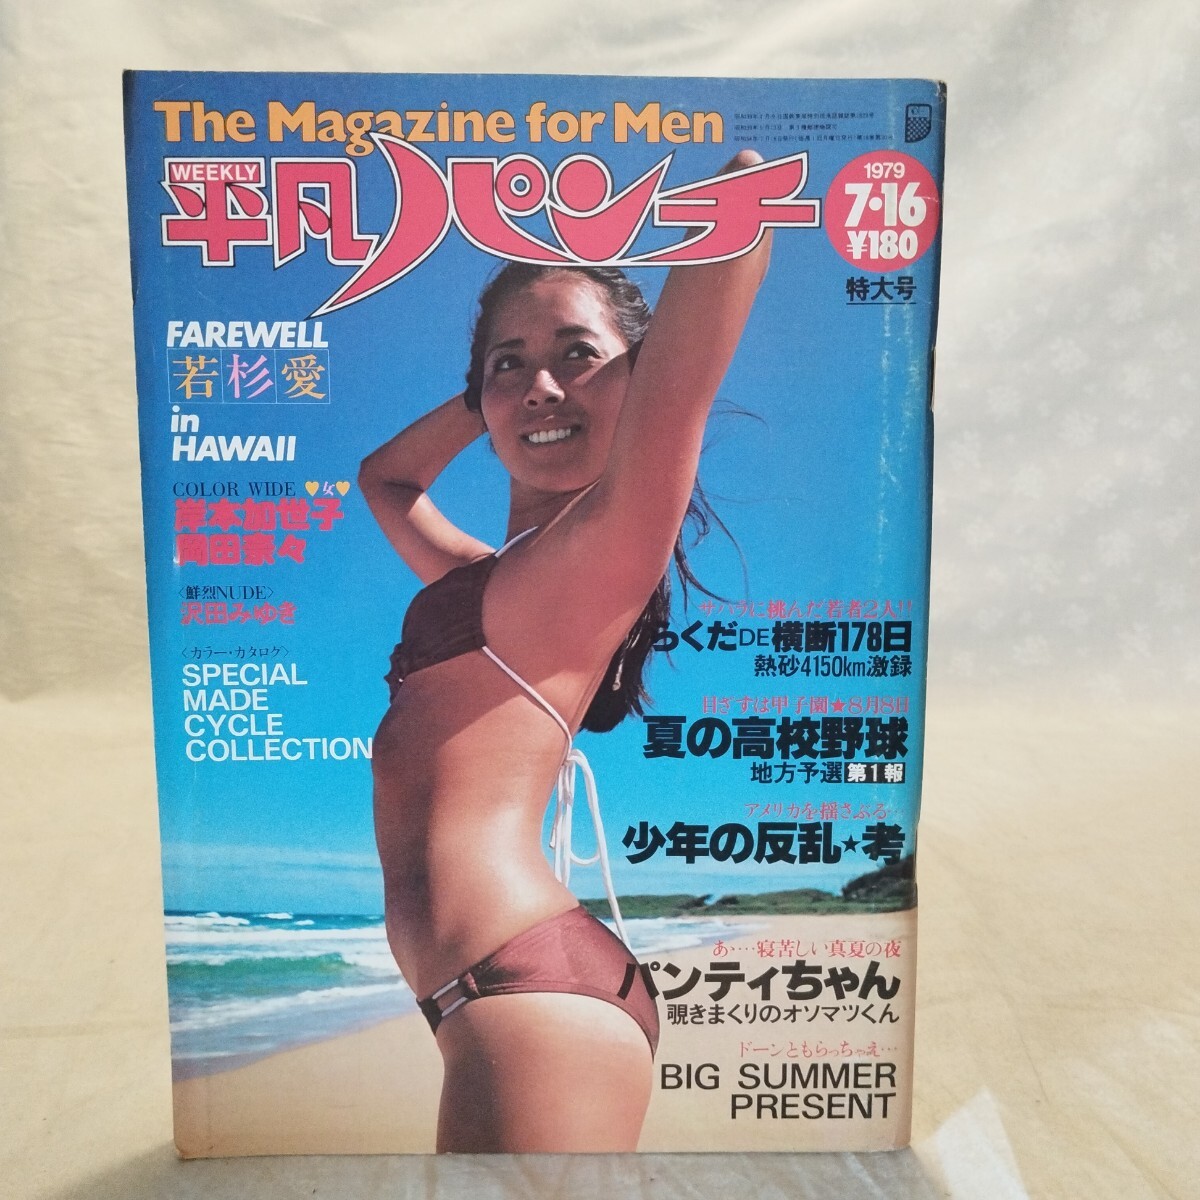 The Magazine for Men
WEEKLY
平凡パンチ
1979
7・16
¥180
特大号
FAREWELL
若杉愛
in
HAWAII
COLOR WIDE ♥女♥
岸本加世子
岡田奈々
〈鮮烈NUDE〉
沢田みゆき
〈カラー・カタログ〉
SPECIAL
MADE
CYCLE
COLLECTION
サハラに挑んだ若者2人!!
らくだDE横断178日
熱砂4150km激録
目ざすは甲子園★8月8日
夏の高校野球
地方予選 第1報
アメリカを揺さぶる…
少年の反乱★考
あゝ…寝苦しい真夏の夜
パンティちゃん
覗きまくりのオソマツくん
ドーンともらっちゃえ…
BIG SUMMER
PRESENT